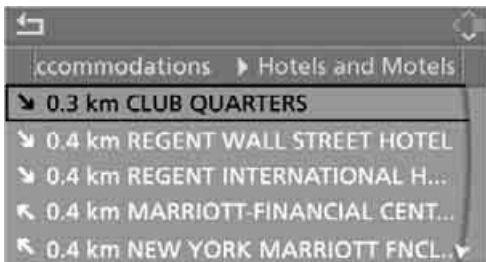 ccommodations ▶ Hotels and Motels
0.3 km CLUB QUARTERS
0.4 km REGENT WALL STREET HOTEL
0.4 km REGENT INTERNATIONAL H...
0.4 km MARRIOTT-FINANCIAL CENT...
0.4 km NEW YORK MARRIOTT FNCL..